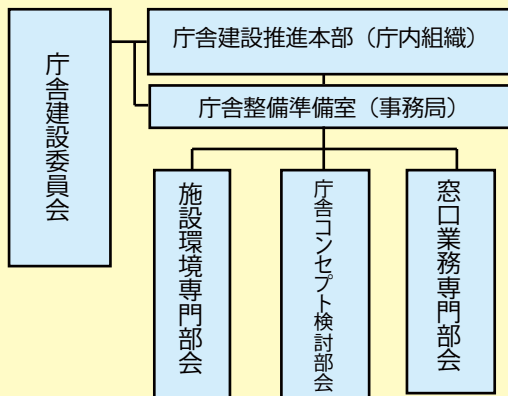 庁舎建設推進本部（庁内組織）
庁舎建設委員会
庁舎整備準備室（事務局）
施設環境専門部会
庁舎コンセプト検討部会
窓口業務専門部会